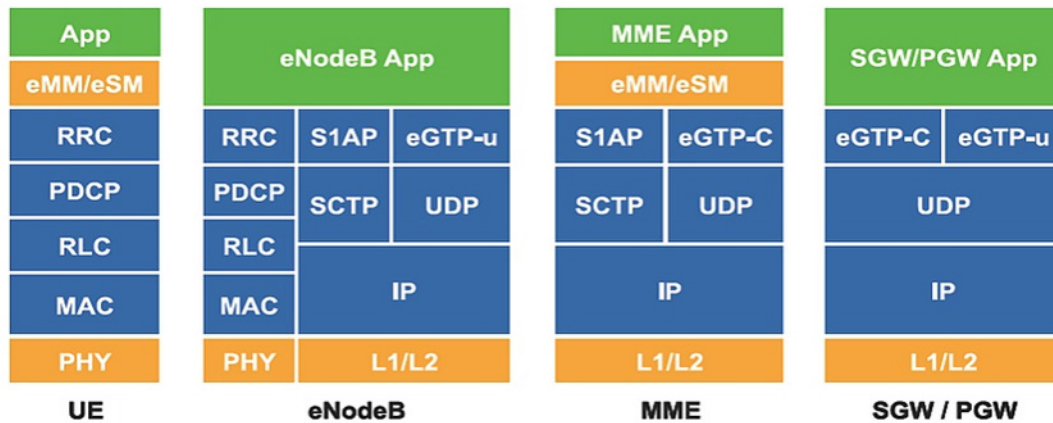 App
eMM/eSM
RRC
PDCP
RLC
MAC
PHY
UE
eNodeB App
RRC S1AP eGTP-u
PDCP SCTP UDP
RLC
MAC IP
PHY L1/L2
eNodeB
MME App
eMM/eSM
S1AP eGTP-C
SCTP UDP
IP
L1/L2
MME
SGW/PGW App
eGTP-C eGTP-u
UDP
IP
L1/L2
SGW / PGW